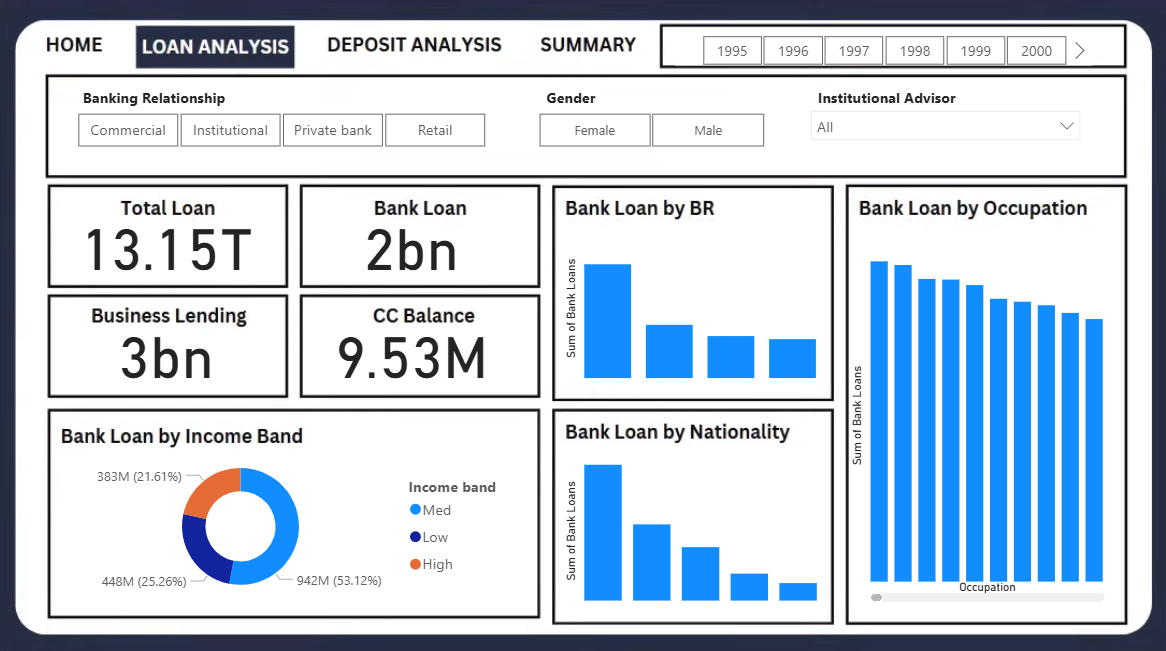 HOME
LOAN ANALYSIS
DEPOSIT ANALYSIS
SUMMARY
1995
1996
1997
1998
1999
2000
Banking Relationship
Commercial
Institutional
Private bank
Retail
Gender
Female
Male
Institutional Advisor
All
Total Loan
13.15T
Bank Loan
2bn
Business Lending
3bn
CC Balance
9.53M
Bank Loan by BR
Sum of Bank Loans
Bank Loan by Occupation
Sum of Bank Loans
Occupation
Bank Loan by Income Band
383M (21.61%)
448M (25.26%)
942M (53.12%)
Income band
Med
Low
High
Bank Loan by Nationality
Sum of Bank Loans